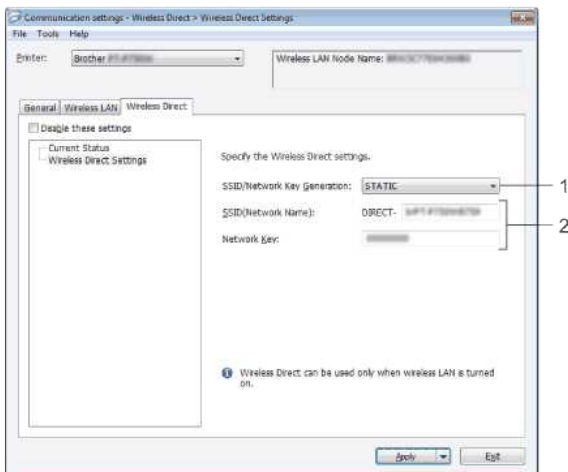 Communication settings - Wireless Direct > Wireless Direct Settings
File Tools Help
Printer: Brother
Wireless LAN Node Name:
General Wireless LAN Wireless Direct
Disable these settings
Current Status
Wireless Direct Settings
Specify the Wireless Direct settings.
SSID/Network Key Generation: STATIC 1
SSID(Network Name): DIRECT-
2
Network Key:
Wireless Direct can be used only when wireless LAN is turned
on.
Apply Exit